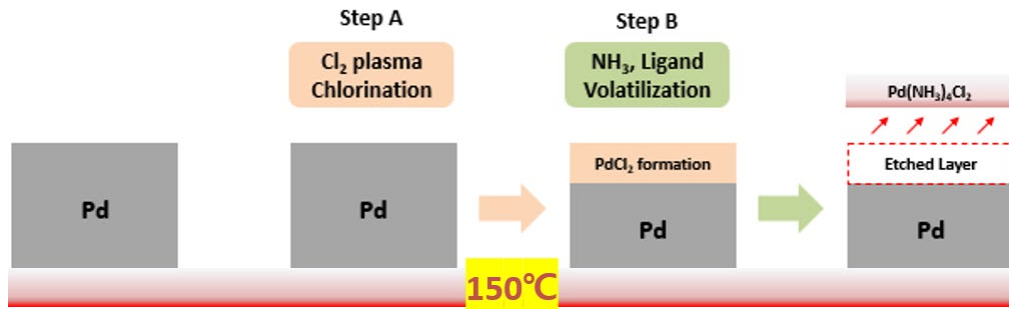 Step A
Cl₂ plasma
Chlorination
Step B
NH₃, Ligand
Volatilization
Pd(NH₃)₄Cl₂
PdCl₂ formation
Etched Layer
Pd
Pd
Pd
Pd
150℃